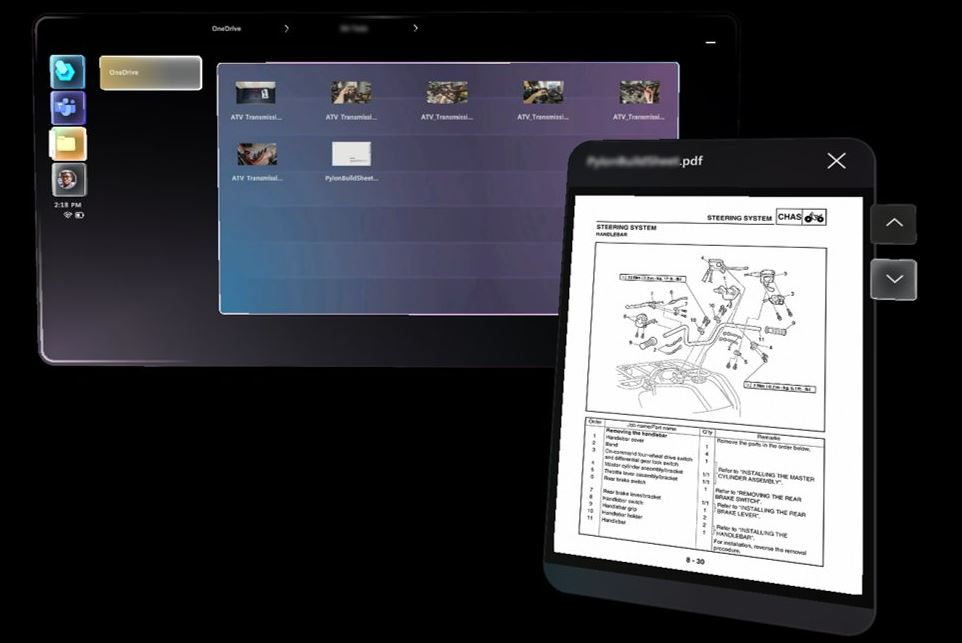 OneDrive
OneDrive
ATV Transmissi...
ATV Transmissi...
ATV_Transmissi...
ATV_Transmissi...
ATV_Transmissi...
ATV Transmissi...
PylonBuildSheet...
2:18 PM
.pdf
STEERING SYSTEM CHAS
STEERING SYSTEM
HANDLEBAR
Order Job name/Part name Q'ty Remarks
Removing the handlebar Remove the parts in the order below.
1 Handlebar cover 1
2 Band 4
3 On-command four-wheel drive switch and differential gear lock switch 1
4 Master cylinder assembly/bracket 1/1 Refer to "INSTALLING THE MASTER CYLINDER ASSEMBLY".
5 Throttle lever assembly/bracket 1/1
6 Rear brake switch 1 Refer to "REMOVING THE REAR BRAKE SWITCH".
7 Rear brake lever/bracket 1/1 Refer to "INSTALLING THE REAR BRAKE LEVER".
8 Handlebar switch 1
9 Handlebar grip 2
10 Handlebar holder 2 Refer to "INSTALLING THE HANDLEBAR".
11 Handlebar 1
For installation, reverse the removal procedure.
8 - 30